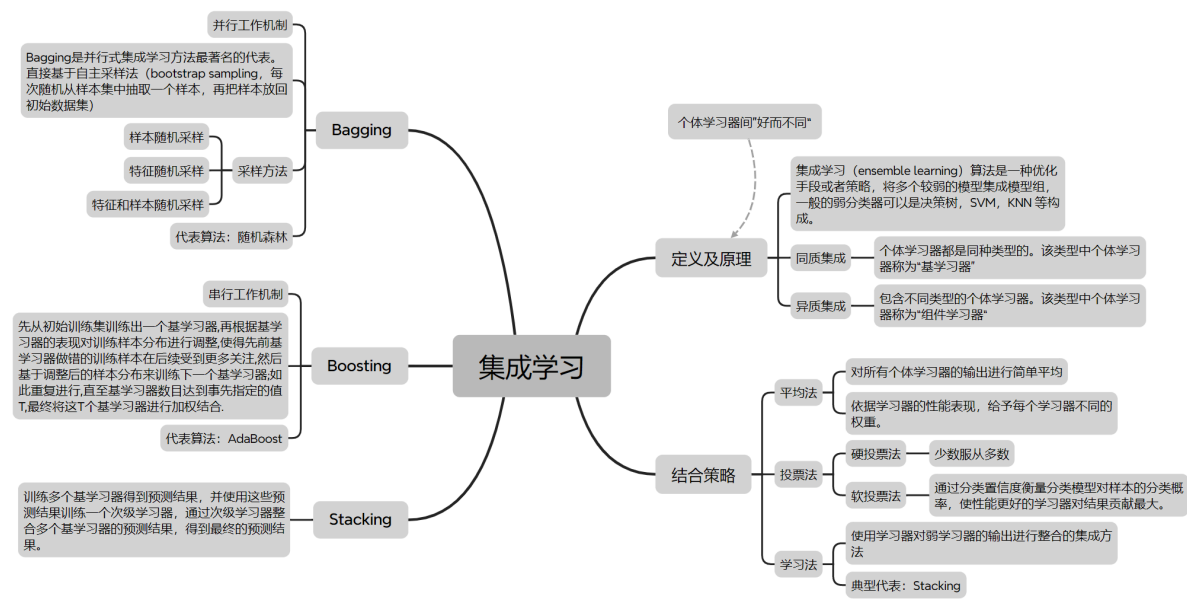 集成学习
Bagging
并行工作机制
Bagging是并行式集成学习方法最著名的代表。
直接基于自主采样法（bootstrap sampling，每
次随机从样本集中抽取一个样本，再把样本放回
初始数据集）
采样方法
样本随机采样
特征随机采样
特征和样本随机采样
代表算法：随机森林
Boosting
串行工作机制
先从初始训练集训练出一个基学习器,再根据基学
习器的表现对训练样本分布进行调整,使得先前基
学习器做错的训练样本在后续受到更多关注,然后
基于调整后的样本分布来训练下一个基学习器;如
此重复进行,直至基学习器数目达到事先指定的值
T,最终将这T个基学习器进行加权结合.
代表算法：AdaBoost
Stacking
训练多个基学习器得到预测结果，并使用这些预
测结果训练一个次级学习器，通过次级学习器整
合多个基学习器的预测结果，得到最终的预测结
果。
个体学习器间"好而不同"
定义及原理
集成学习（ensemble learning）算法是一种优化
手段或者策略，将多个较弱的模型集成模型组，
一般的弱分类器可以是决策树，SVM，KNN 等构
成。
同质集成
个体学习器都是同种类型的。该类型中个体学习
器称为"基学习器"
异质集成
包含不同类型的个体学习器。该类型中个体学习
器称为"组件学习器"
结合策略
平均法
对所有个体学习器的输出进行简单平均
依据学习器的性能表现，给予每个学习器不同的
权重。
投票法
硬投票法
少数服从多数
软投票法
通过分类置信度衡量分类模型对样本的分类概
率，使性能更好的学习器对结果贡献最大。
学习法
使用学习器对弱学习器的输出进行整合的集成方
法
典型代表：Stacking